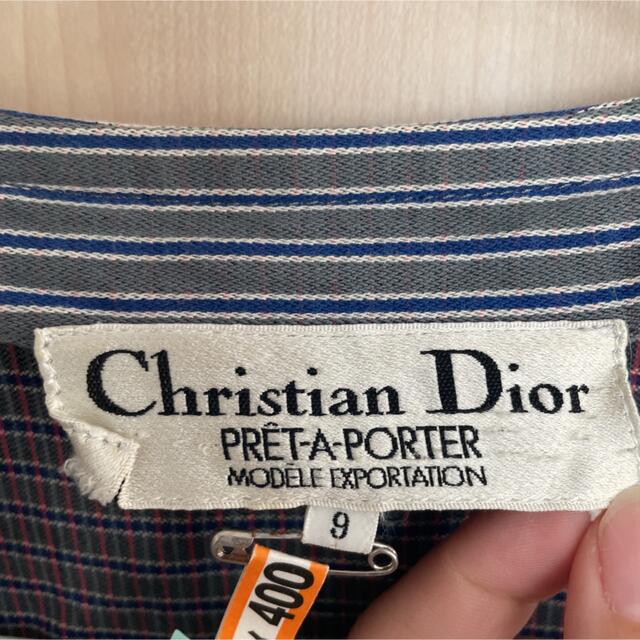 Christian Dior
PRÊT-A-PORTER
MODÈLE EXPORTATION
9
400